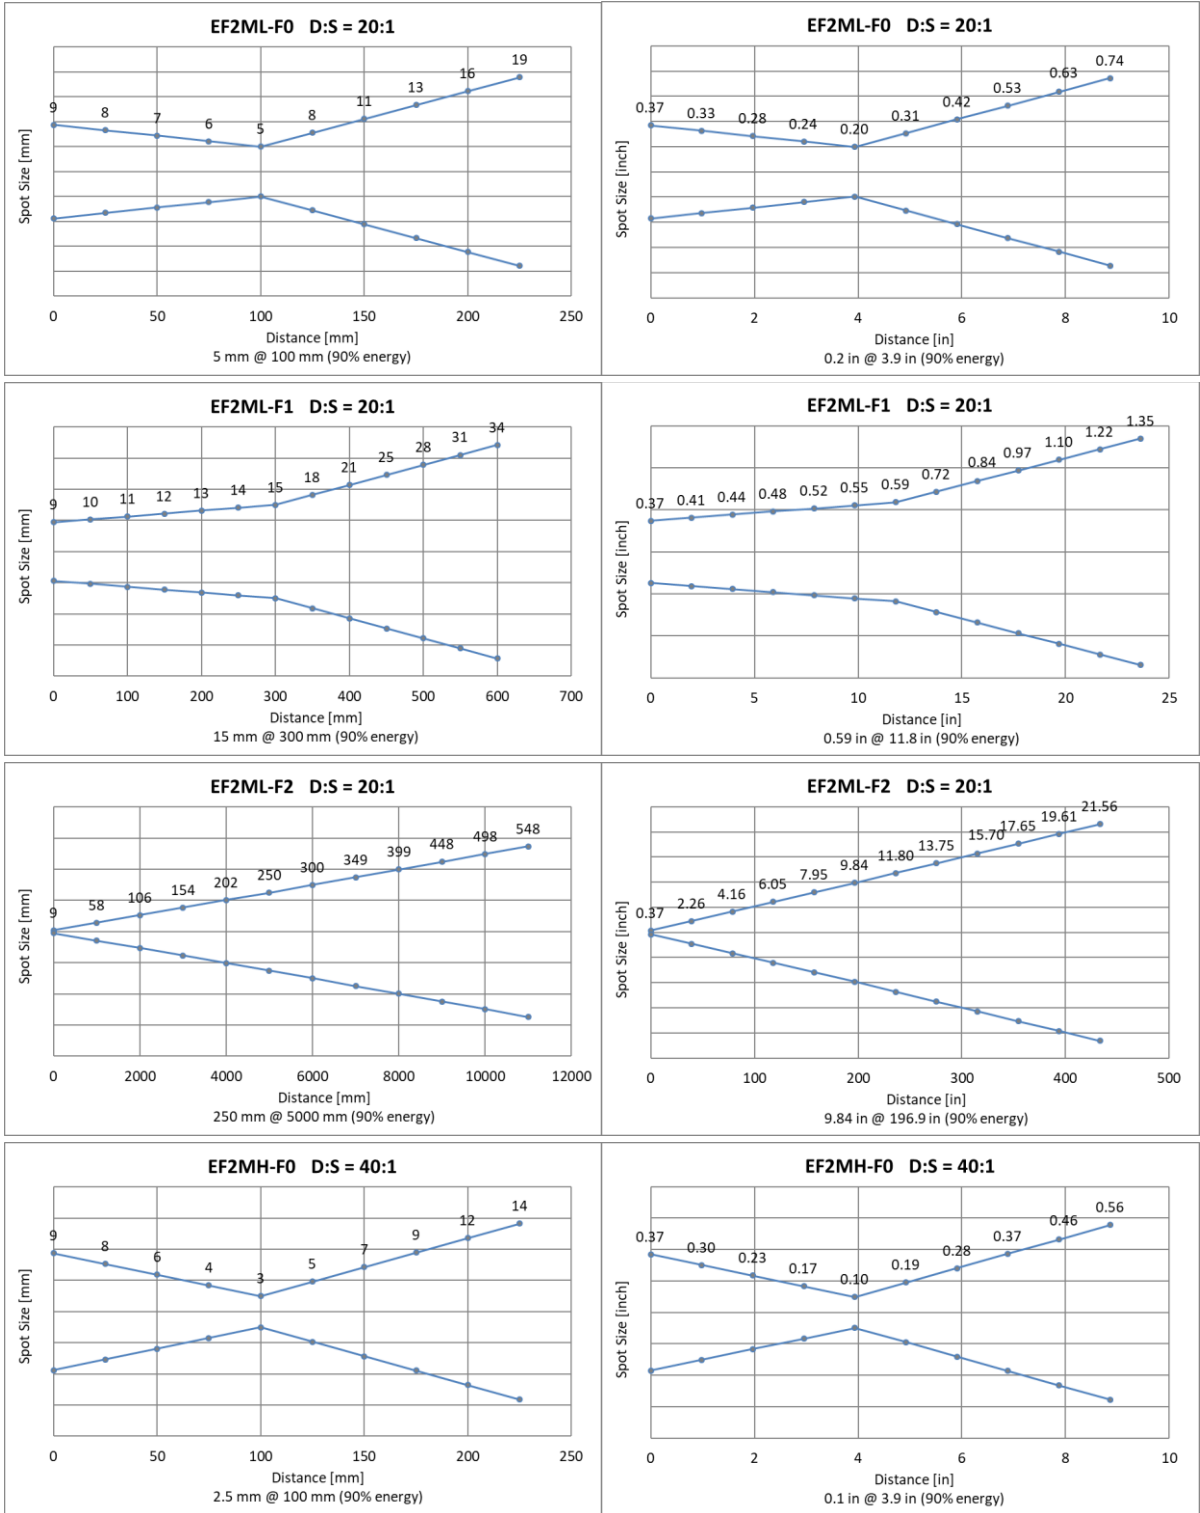 EF2ML-F0 D:S = 20:1
Spot Size [mm]
9 8 7 6 5 8 11 13 16 19
0 50 100 150 200 250
Distance [mm]
5 mm @ 100 mm (90% energy)
EF2ML-F0 D:S = 20:1
Spot Size [inch]
0.37 0.33 0.28 0.24 0.20 0.31 0.42 0.53 0.63 0.74
0 2 4 6 8 10
Distance [in]
0.2 in @ 3.9 in (90% energy)
EF2ML-F1 D:S = 20:1
Spot Size [mm]
9 10 11 12 13 14 15 18 21 25 28 31 34
0 100 200 300 400 500 600 700
Distance [mm]
15 mm @ 300 mm (90% energy)
EF2ML-F1 D:S = 20:1
Spot Size [inch]
0.37 0.41 0.44 0.48 0.52 0.55 0.59 0.72 0.84 0.97 1.10 1.22 1.35
0 5 10 15 20 25
Distance [in]
0.59 in @ 11.8 in (90% energy)
EF2ML-F2 D:S = 20:1
Spot Size [mm]
9 58 106 154 202 250 300 349 399 448 498 548
0 2000 4000 6000 8000 10000 12000
Distance [mm]
250 mm @ 5000 mm (90% energy)
EF2ML-F2 D:S = 20:1
Spot Size [inch]
0.37 2.26 4.16 6.05 7.95 9.84 11.80 13.75 15.70 17.65 19.61 21.56
0 100 200 300 400 500
Distance [in]
9.84 in @ 196.9 in (90% energy)
EF2MH-F0 D:S = 40:1
Spot Size [mm]
9 8 6 4 3 5 7 9 12 14
0 50 100 150 200 250
Distance [mm]
2.5 mm @ 100 mm (90% energy)
EF2MH-F0 D:S = 40:1
Spot Size [inch]
0.37 0.30 0.23 0.17 0.10 0.19 0.28 0.37 0.46 0.56
0 2 4 6 8 10
Distance [in]
0.1 in @ 3.9 in (90% energy)